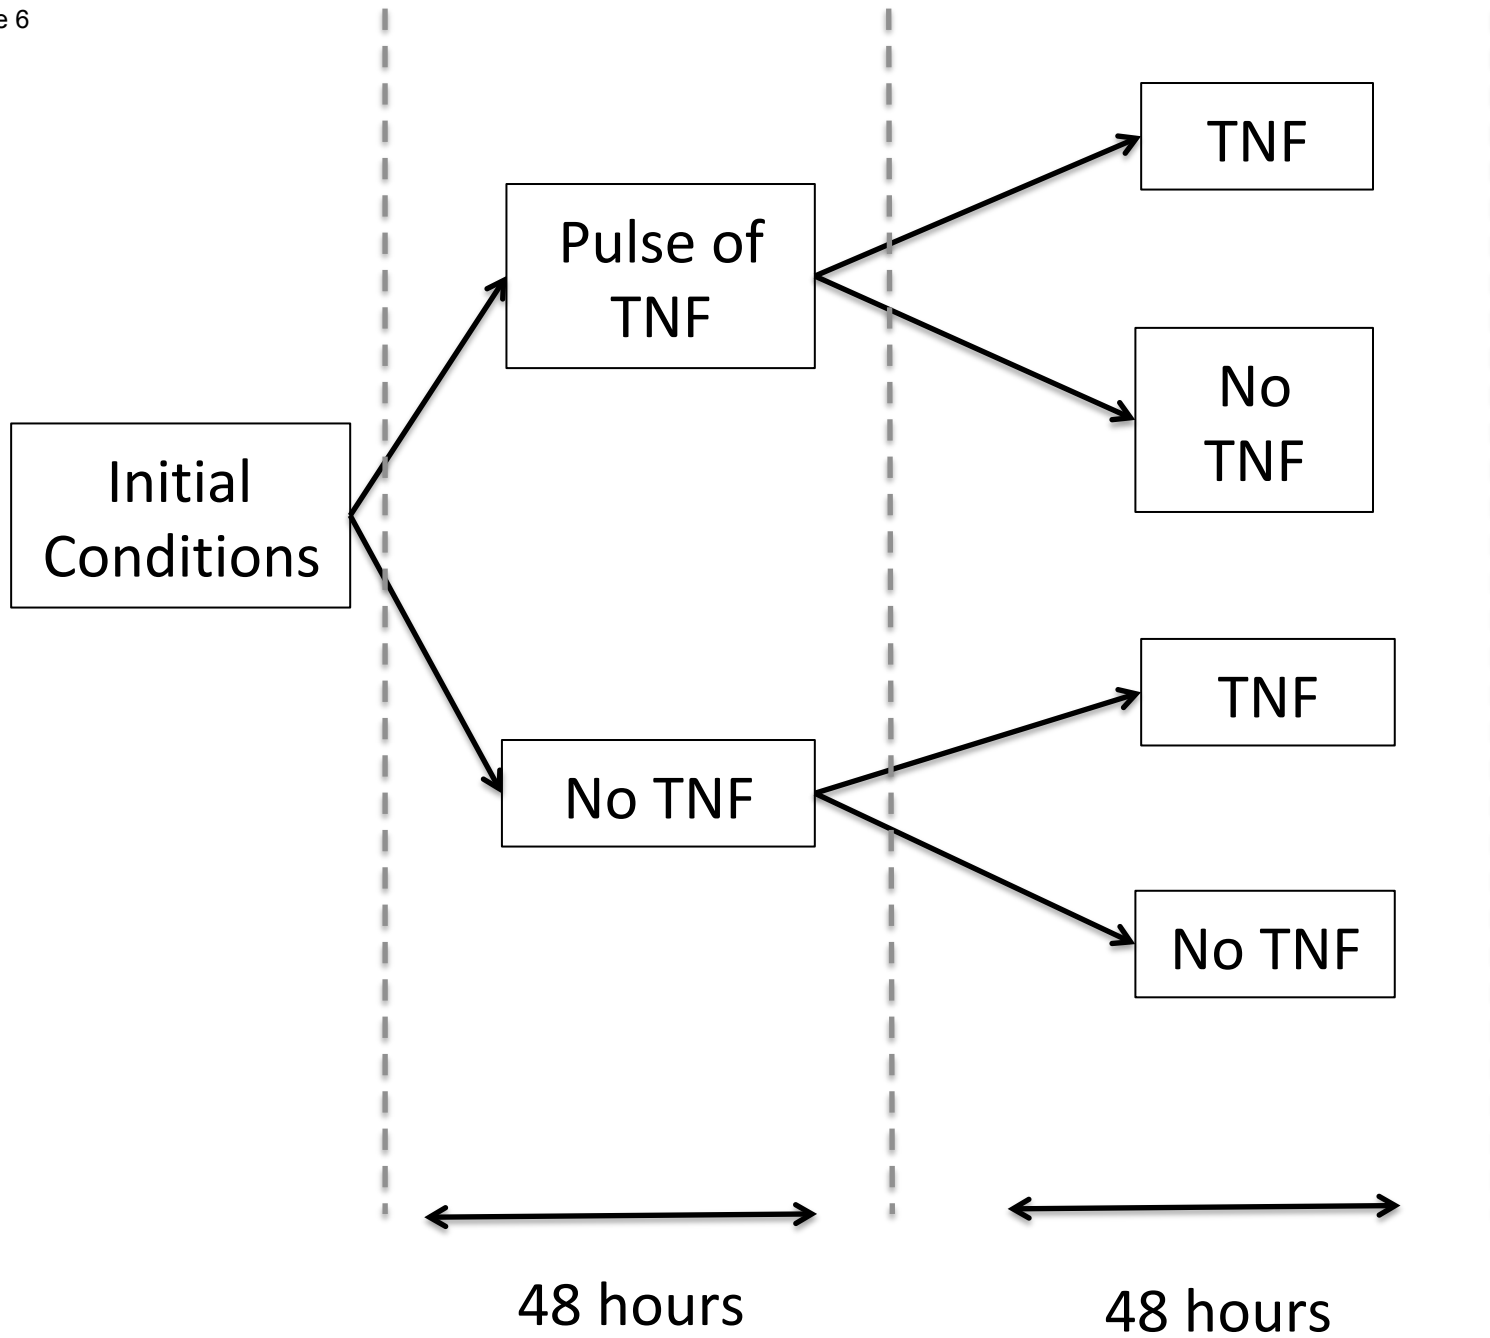 e 6
TNF
Pulse of
TNF
No
TNF
Initial
Conditions
TNF
No TNF
No TNF
48 hours
48 hours